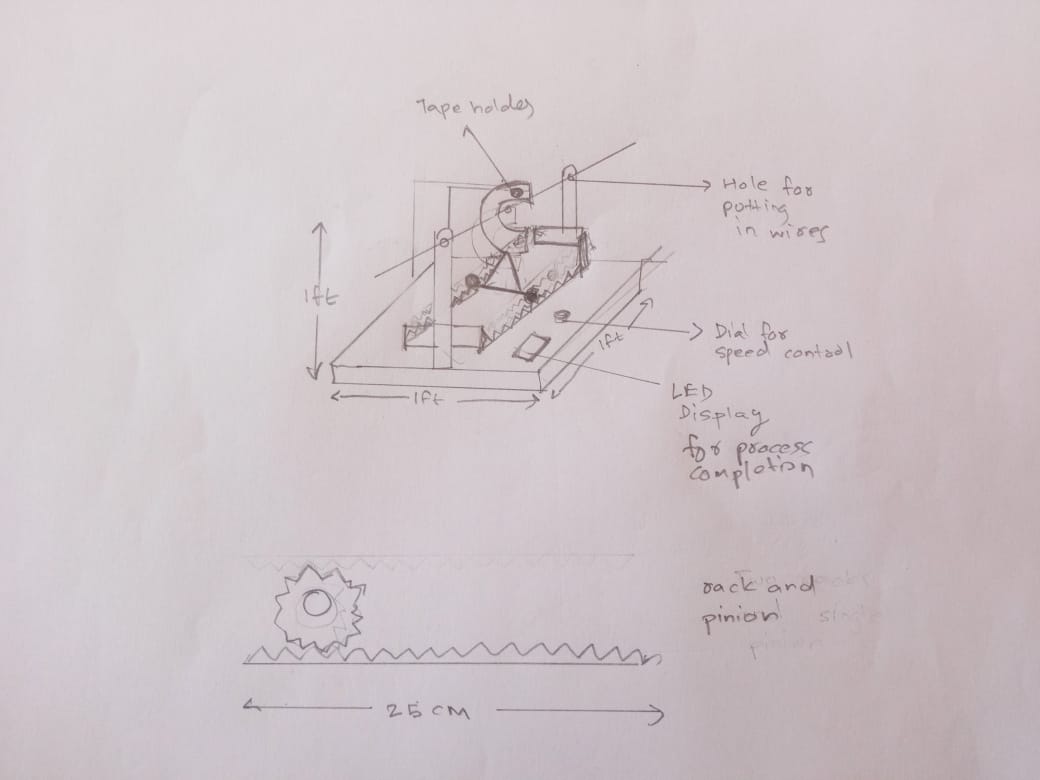 Tape holder
Hole for
putting
in wires
1ft
Dial for
speed control
1ft
1ft
LED
Display
for process
completion
rack and
pinion
25 CM